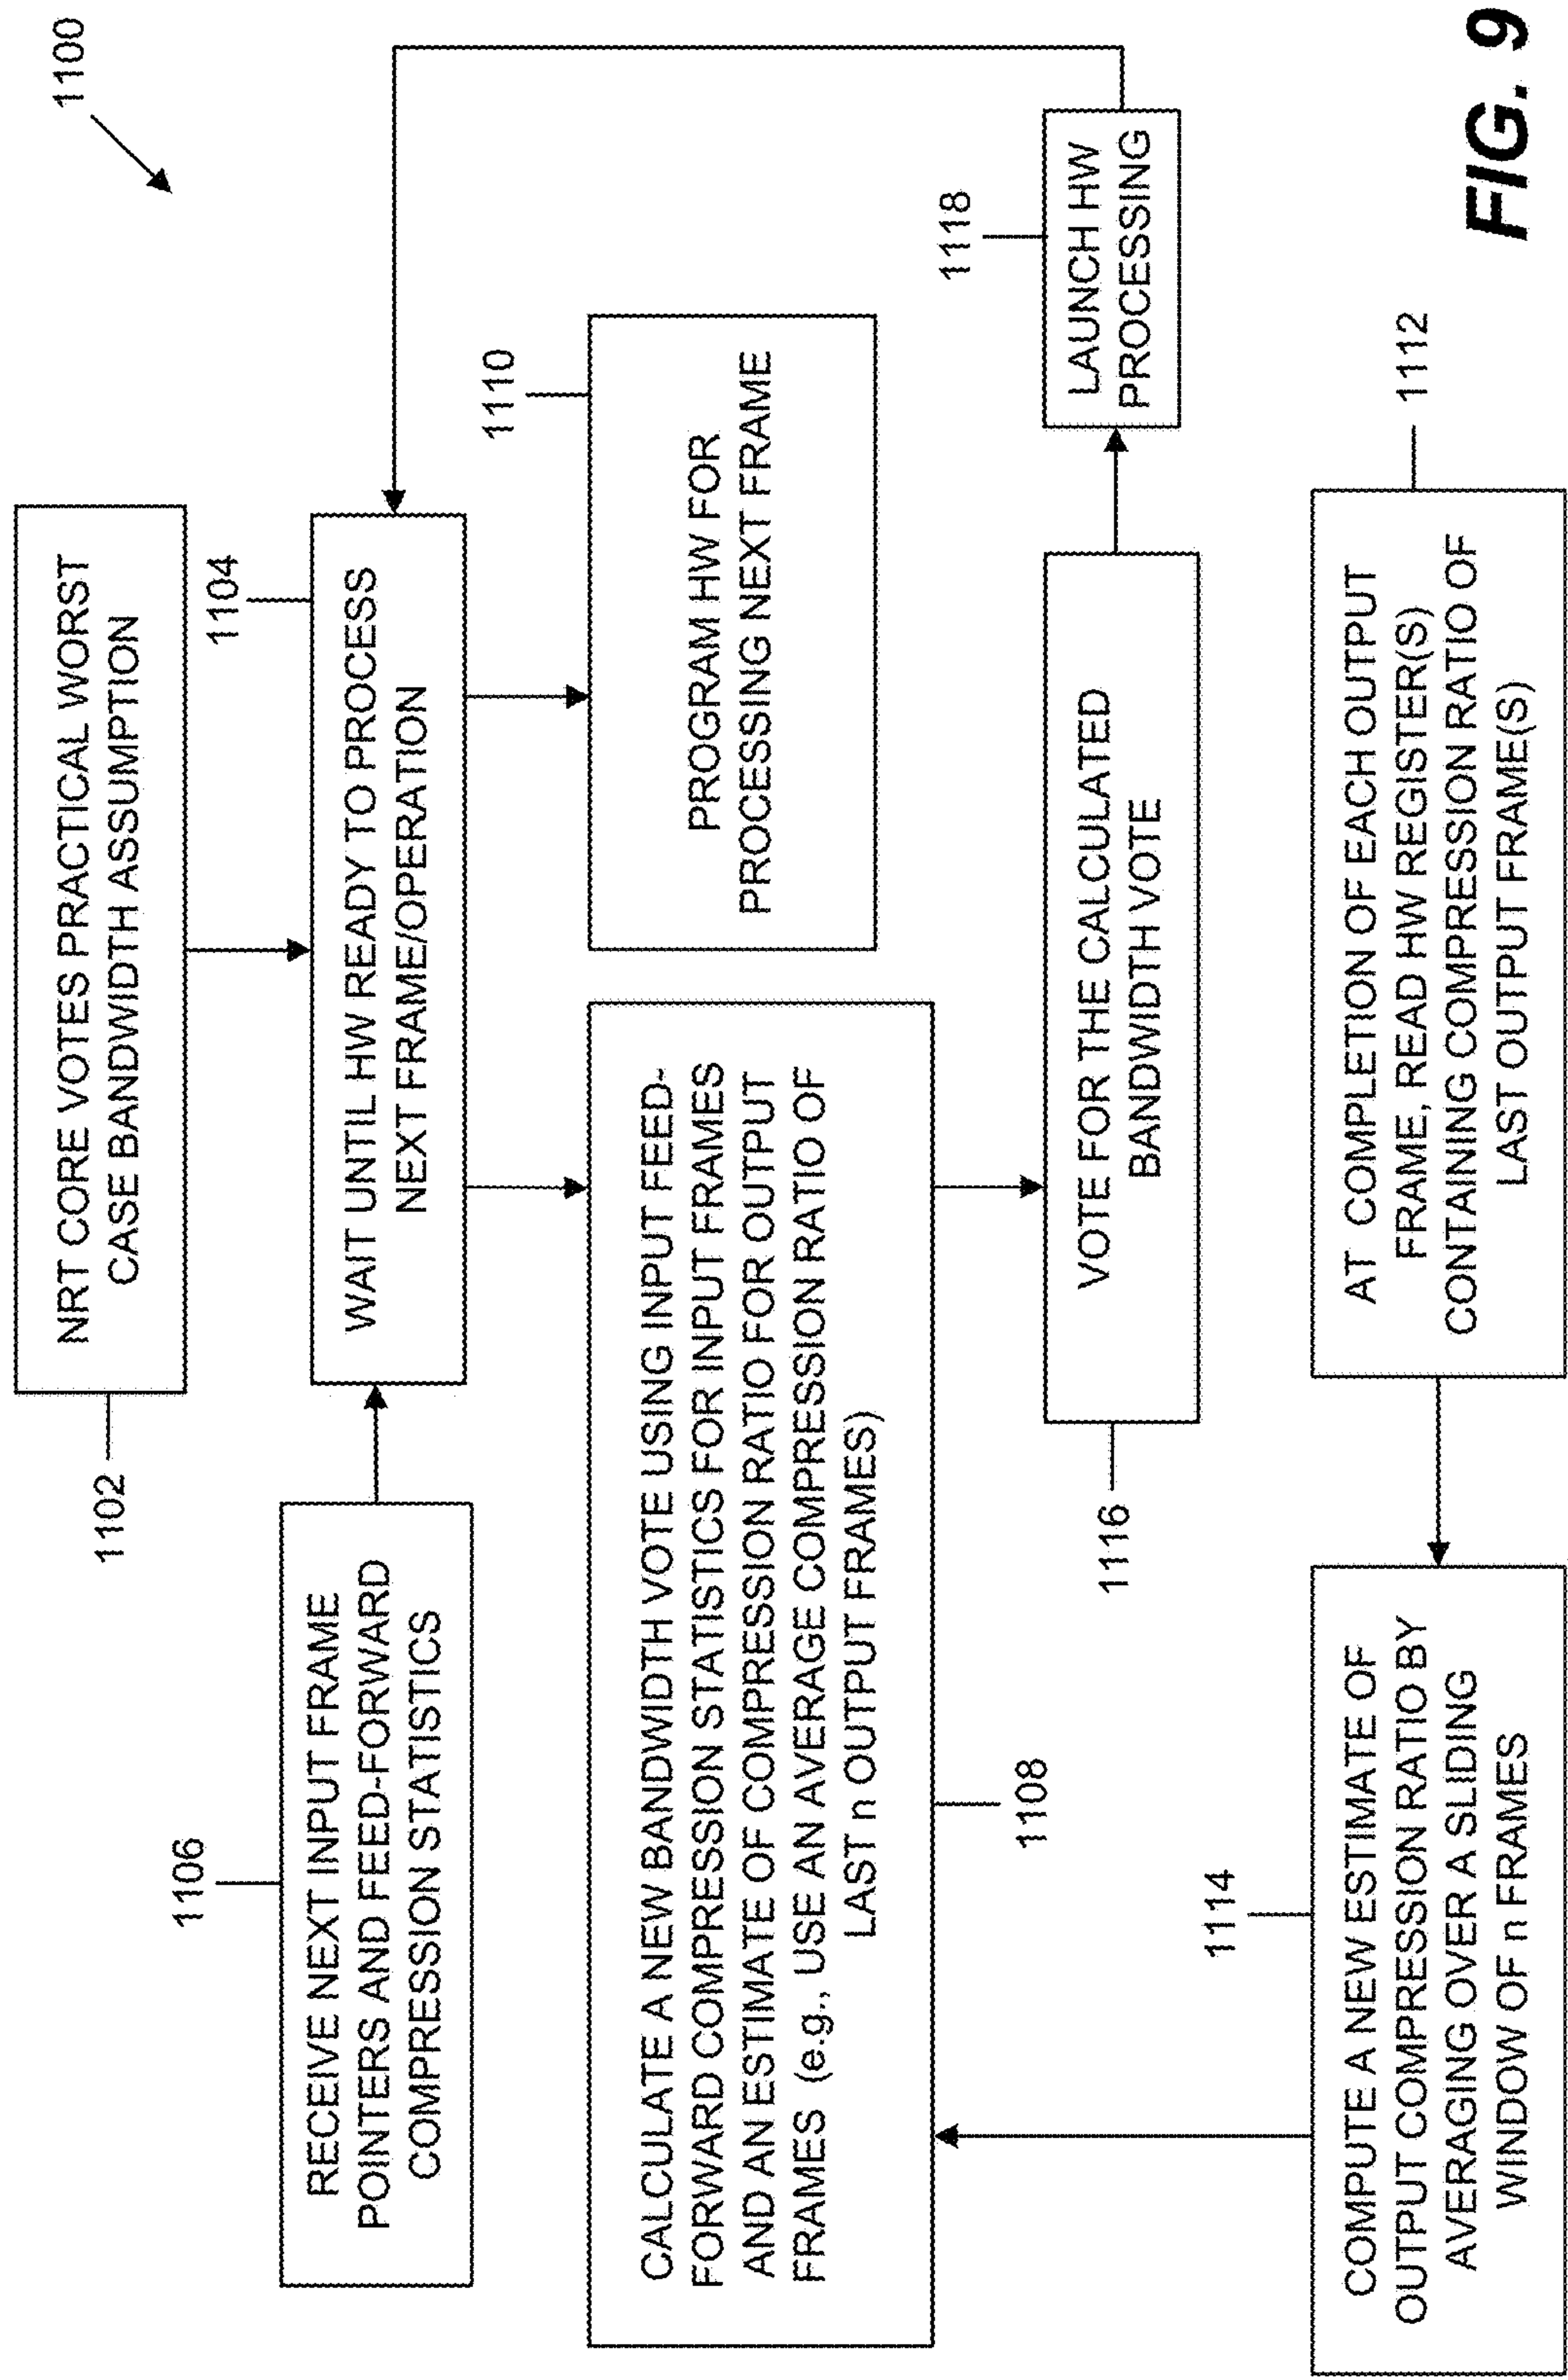 1100
NRT CORE VOTES PRACTICAL WORST
CASE BANDWIDTH ASSUMPTION
1102
1104
WAIT UNTIL HW READY TO PROCESS
NEXT FRAME/OPERATION
1106
RECEIVE NEXT INPUT FRAME
POINTERS AND FEED-FORWARD
COMPRESSION STATISTICS
CALCULATE A NEW BANDWIDTH VOTE USING INPUT FEED-
FORWARD COMPRESSION STATISTICS FOR INPUT FRAMES
AND AN ESTIMATE OF COMPRESSION RATIO FOR OUTPUT
FRAMES (e.g., USE AN AVERAGE COMPRESSION RATIO OF
LAST n OUTPUT FRAMES)
1108
1110
PROGRAM HW FOR
PROCESSING NEXT FRAME
VOTE FOR THE CALCULATED
BANDWIDTH VOTE
1116
1118
LAUNCH HW
PROCESSING
1114
COMPUTE A NEW ESTIMATE OF
OUTPUT COMPRESSION RATIO BY
AVERAGING OVER A SLIDING
WINDOW OF n FRAMES
AT COMPLETION OF EACH OUTPUT
FRAME, READ HW REGISTER(S)
CONTAINING COMPRESSION RATIO OF
LAST OUTPUT FRAME(S)
1112
FIG. 9